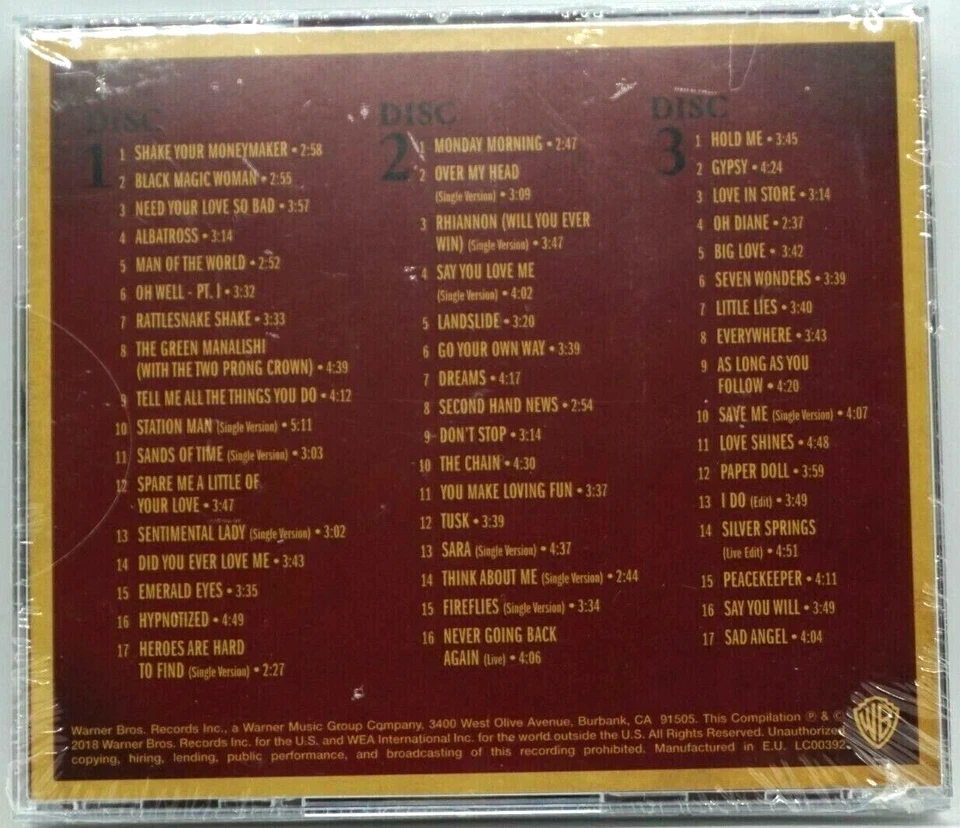 DISC
1
1 SHAKE YOUR MONEYMAKER • 2:58
2 BLACK MAGIC WOMAN • 2:55
3 NEED YOUR LOVE SO BAD • 3:57
4 ALBATROSS • 3:14
5 MAN OF THE WORLD • 2:52
6 OH WELL - PT. I • 3:32
7 RATTLESNAKE SHAKE • 3:33
8 THE GREEN MANALISHI
(WITH THE TWO PRONG CROWN) • 4:39
9 TELL ME ALL THE THINGS YOU DO • 4:12
10 STATION MAN (Single Version) • 5:11
11 SANDS OF TIME (Single Version) • 3:03
12 SPARE ME A LITTLE OF
YOUR LOVE • 3:47
13 SENTIMENTAL LADY (Single Version) • 3:02
14 DID YOU EVER LOVE ME • 3:43
15 EMERALD EYES • 3:35
16 HYPNOTIZED • 4:49
17 HEROES ARE HARD
TO FIND (Single Version) • 2:27
DISC
2
1 MONDAY MORNING • 2:47
2 OVER MY HEAD
(Single Version) • 3:09
3 RHIANNON (WILL YOU EVER
WIN) (Single Version) • 3:47
4 SAY YOU LOVE ME
(Single Version) • 4:02
5 LANDSLIDE • 3:20
6 GO YOUR OWN WAY • 3:39
7 DREAMS • 4:17
8 SECOND HAND NEWS • 2:54
9 DON'T STOP • 3:14
10 THE CHAIN • 4:30
11 YOU MAKE LOVING FUN • 3:37
12 TUSK • 3:39
13 SARA (Single Version) • 4:37
14 THINK ABOUT ME (Single Version) • 2:44
15 FIREFLIES (Single Version) • 3:34
16 NEVER GOING BACK
AGAIN (Live) • 4:06
DISC
3
1 HOLD ME • 3:45
2 GYPSY • 4:24
3 LOVE IN STORE • 3:14
4 OH DIANE • 2:37
5 BIG LOVE • 3:42
6 SEVEN WONDERS • 3:39
7 LITTLE LIES • 3:40
8 EVERYWHERE • 3:43
9 AS LONG AS YOU
FOLLOW • 4:20
10 SAVE ME (Single Version) • 4:07
11 LOVE SHINES • 4:48
12 PAPER DOLL • 3:59
13 I DO (Edit) • 3:49
14 SILVER SPRINGS
(Live Edit) • 4:51
15 PEACEKEEPER • 4:11
16 SAY YOU WILL • 3:49
17 SAD ANGEL • 4:04
Warner Bros. Records Inc., a Warner Music Group Company, 3400 West Olive Avenue, Burbank, CA 91505. This Compilation ℗ & ©
2018 Warner Bros. Records Inc. for the U.S. and WEA International Inc. for the world outside the U.S. All Rights Reserved. Unauthorized
copying, hiring, lending, public performance, and broadcasting of this recording prohibited. Manufactured in E.U. LC00392
WB